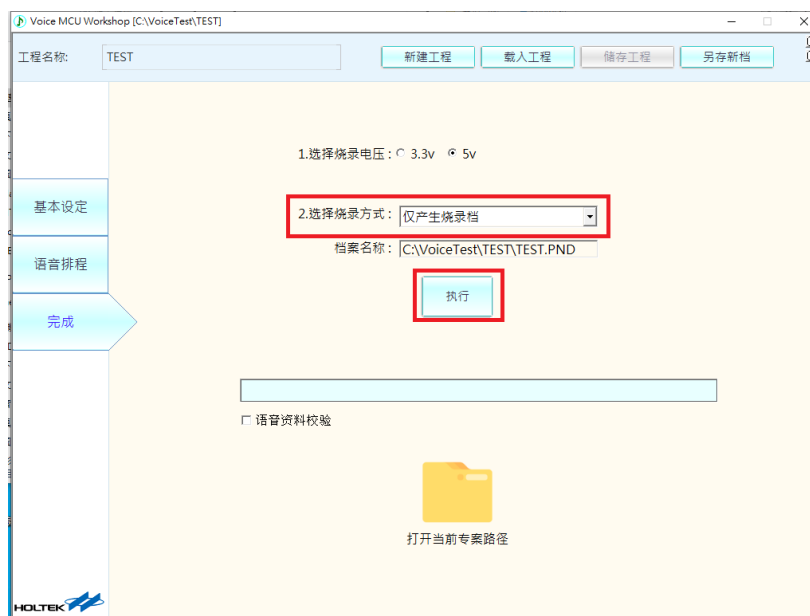 Voice MCU Workshop [C:\VoiceTest\TEST]
工程名称: TEST 新建工程 载入工程 储存工程 另存新档
1.选择烧录电压: 3.3v 5v
基本设定
2.选择烧录方式: 仅产生烧录档
档案名称: C:\VoiceTest\TEST\TEST.PND
语音排程
执行
完成
语音资料校验
打开当前专案路径
HOLTEK